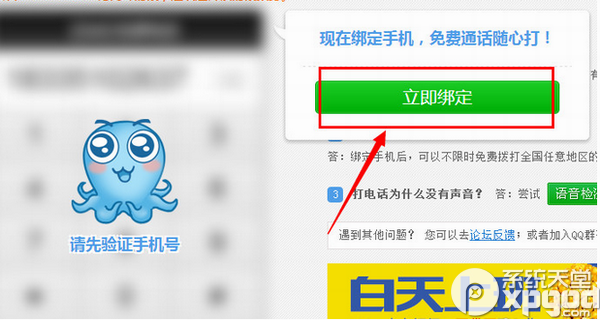 现在绑定手机，免费通话随心打！
立即绑定
答：绑定手机后，可以不限时免费拨打全国任意地区的
请先验证手机号
3 打电话为什么没有声音？ 答：尝试 语音检测
遇到其他问题？ 您可以去论坛反馈；或者加入QQ群
白天上班
系统天堂
xpgod